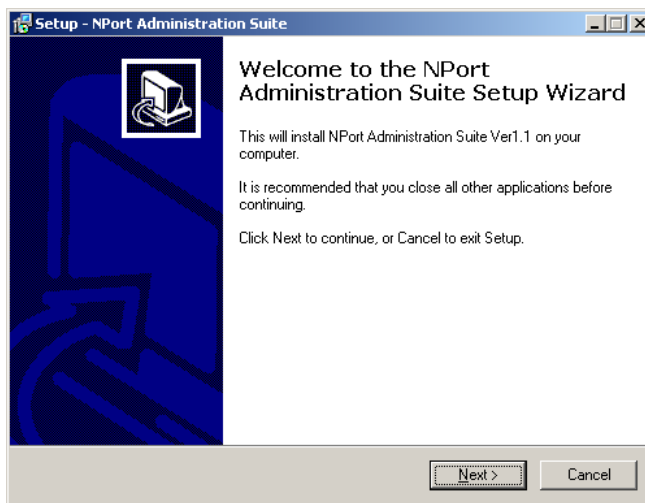 Setup - NPort Administration Suite
Welcome to the NPort
Administration Suite Setup Wizard
This will install NPort Administration Suite Ver1.1 on your
computer.
It is recommended that you close all other applications before
continuing.
Click Next to continue, or Cancel to exit Setup.
Next >
Cancel